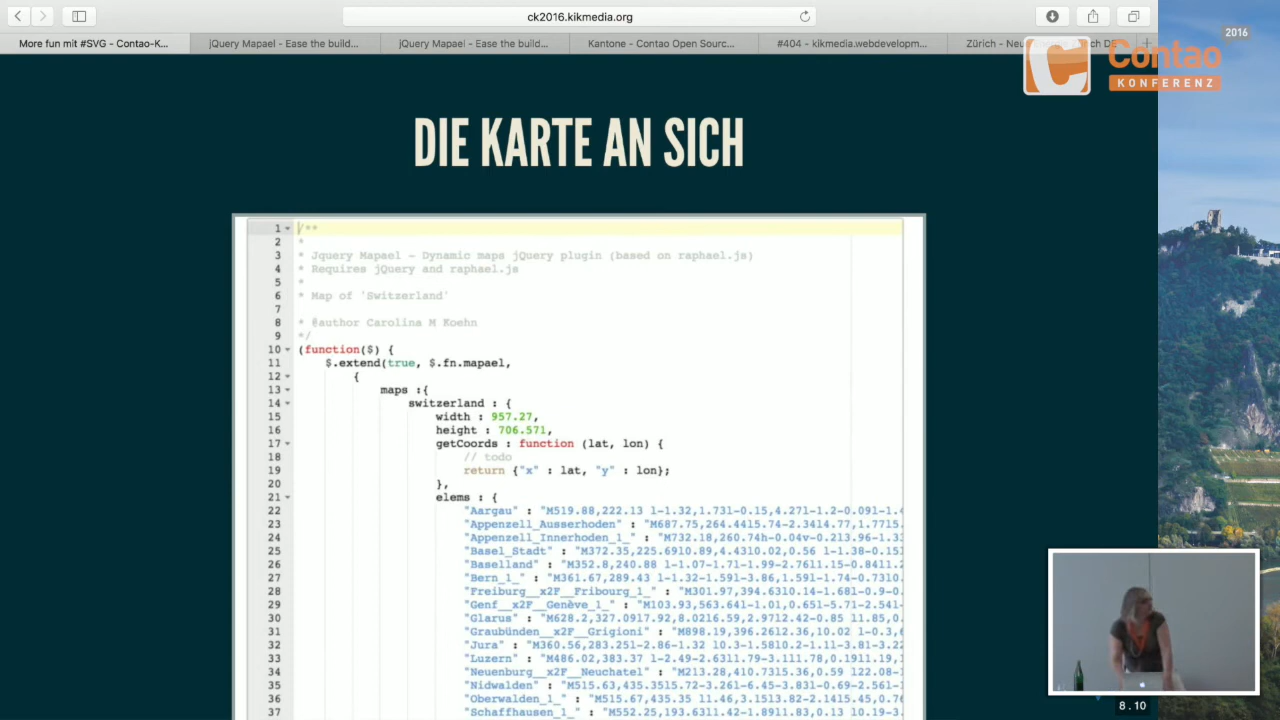 ck2016.kikmedia.org
More fun mit #SVG - Contao-K...
jQuery Mapael - Ease the build...
jQuery Mapael - Ease the build...
Kantone - Contao Open Sourc...
#404 - kikmedia.webdevelopm...
2016
Contao
KONFERENZ
DIE KARTE AN SICH
1 /**
2 *
3 * Jquery Mapael - Dynamic maps jQuery plugin (based on raphael.js)
4 * Requires jQuery and raphael.js
5 *
6 * Map of 'Switzerland'
7
8 * @author Carolina M Koehn
9 */
10 (function($) {
11 $.extend(true, $.fn.mapael,
12 {
13 maps :{
14 switzerland : {
15 width : 957.27,
16 height : 706.571,
17 getCoords : function (lat, lon) {
18 // todo
19 return {"x" : lat, "y" : lon};
20 },
21 elems : {
22 "Aargau" :
23 "Appenzell_Ausserhoden" :
24 "Appenzell_Innerhoden_1_" :
25 "Basel_Stadt" :
26 "Baselland" :
27 "Bern_1_" :
28 "Freiburg__x2F__Fribourg_1_" :
29 "Genf__x2F__Genève_1_" :
30 "Glarus" :
31 "Graubünden__x2F__Grigioni" :
32 "Jura" :
33 "Luzern" :
34 "Neuenburg__x2F__Neuchatel" :
35 "Nidwalden" :
36 "Oberwalden_1_" :
37 "Schaffhausen_1_" :
8.10